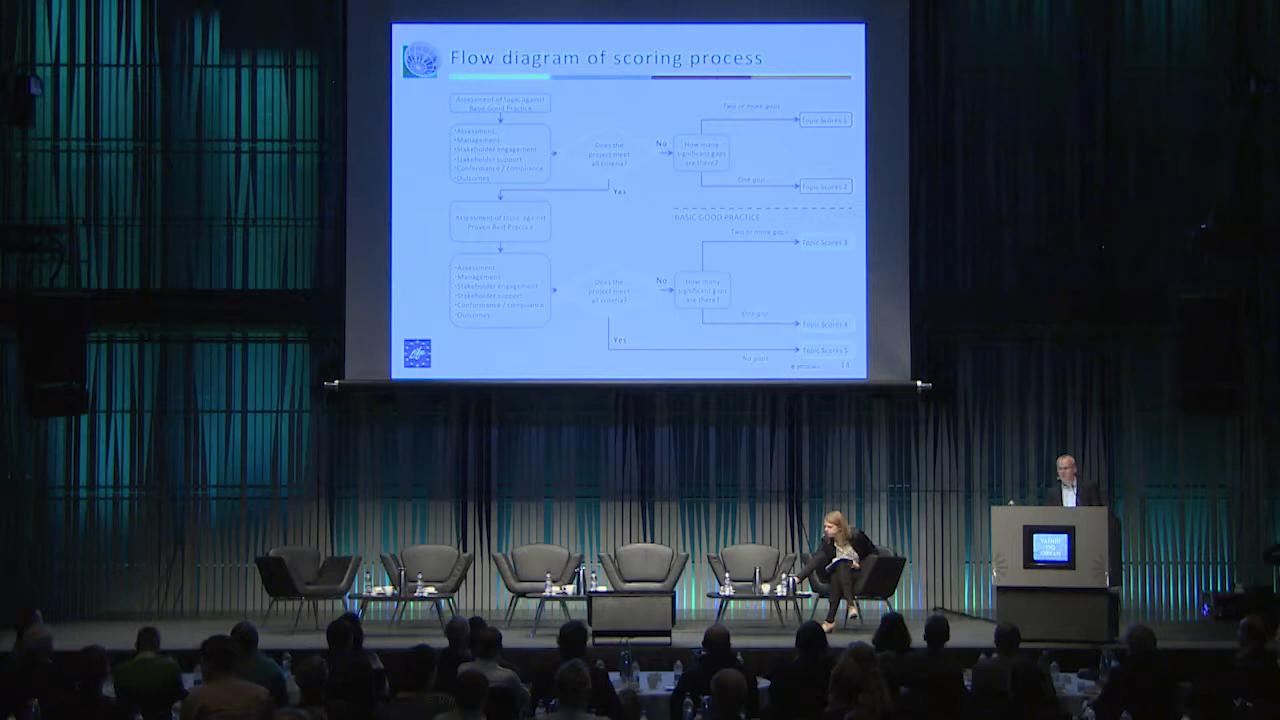 Flow diagram of scoring process
Assessment of topic against
Basic Good Practice
•Assessment
•Management
•Stakeholder engagement
•Stakeholder support
•Conformance / compliance
•Outcomes
Does the
project meet
all criteria?
No
How many
significant gaps
are there?
Two or more gaps
Topic Scores 1
One gap
Topic Scores 2
Yes
BASIC GOOD PRACTICE
Assessment of topic against
Proven Best Practice
•Assessment
•Management
•Stakeholder engagement
•Stakeholder support
•Conformance / compliance
•Outcomes
Does the
project meet
all criteria?
No
How many
significant gaps
are there?
Two or more gaps
Topic Scores 3
One gap
Topic Scores 4
Yes
No gaps
Topic Scores 5
14